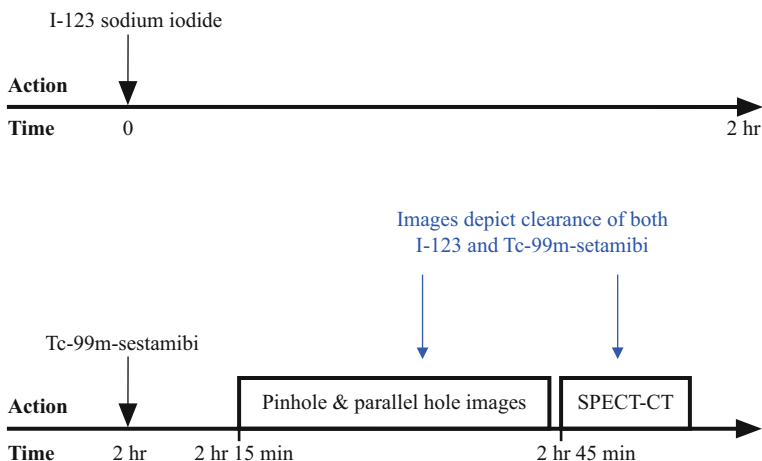 I-123 sodium iodide
Action
Time 0 2 hr
Images depict clearance of both
I-123 and Tc-99m-setamibi
Tc-99m-sestamibi
Pinhole & parallel hole images SPECT-CT
Action
Time 2 hr 2 hr 15 min 2 hr 45 min